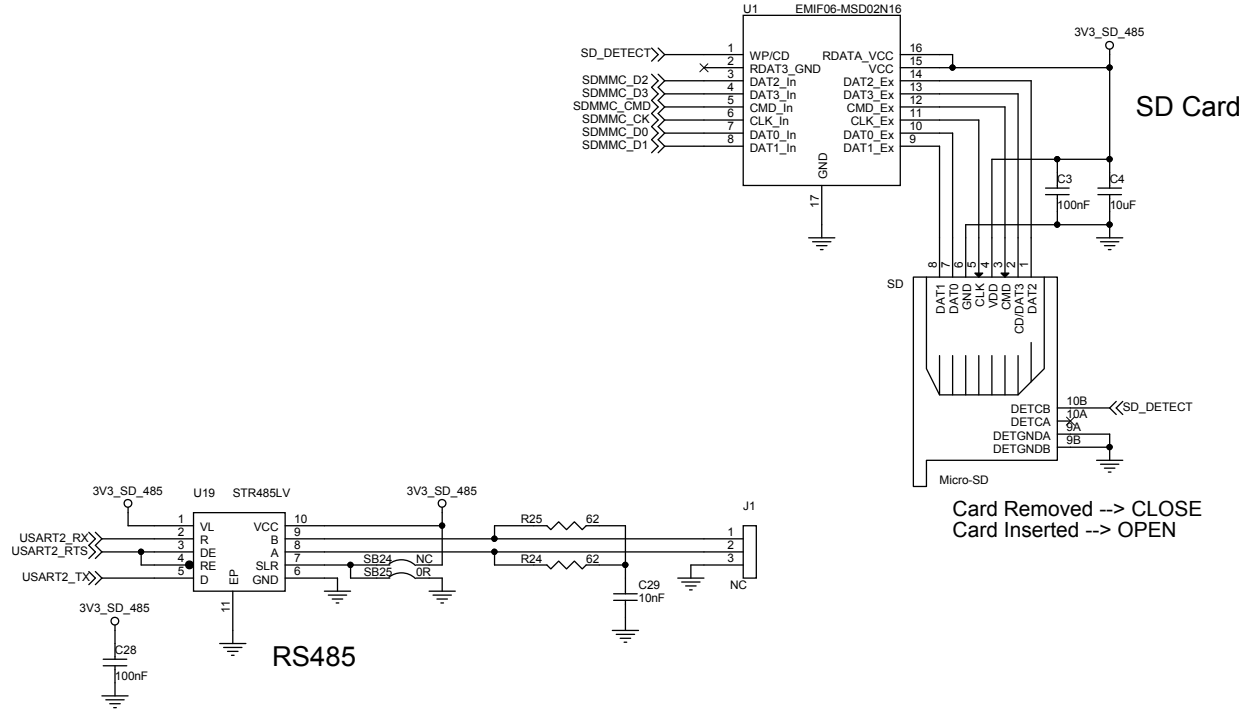 U1 EMIF06-MSD02N16
3V3_SD_485
SD_DETECT 1 WP/CD RDATA_VCC 16
2 RDAT3_GND VCC 15
SDMMC_D2 3 DAT2_In DAT2_Ex 14
SDMMC_D3 4 DAT3_In DAT3_Ex 13
SDMMC_CMD 5 CMD_In CMD_Ex 12
SDMMC_CK 6 CLK_In CLK_Ex 11
SDMMC_D0 7 DAT0_In DAT0_Ex 10
SDMMC_D1 8 DAT1_In DAT1_Ex 9
GND
17
SD Card
C3
100nF
C4
10uF
SD
8 7 6 5 4 3 2 1
DAT1 DAT0 GND CLK VDD CMD CD/DAT3 DAT2
DETCB 10B SD_DETECT
DETCA 10A
DETGNDA 9A
DETGNDB 9B
Micro-SD
Card Removed --> CLOSE
Card Inserted --> OPEN
3V3_SD_485 U19 STR485LV 3V3_SD_485
1 VL VCC 10
USART2_RX 2 R B 9
USART2_RTS 3 DE A 8
4 RE SLR 7
USART2_TX 5 D GND 6
EP
11
SB24 NC
SB25 0R
R25 62
R24 62
C29
10nF
J1
1
2
3
NC
3V3_SD_485
C28
100nF
RS485